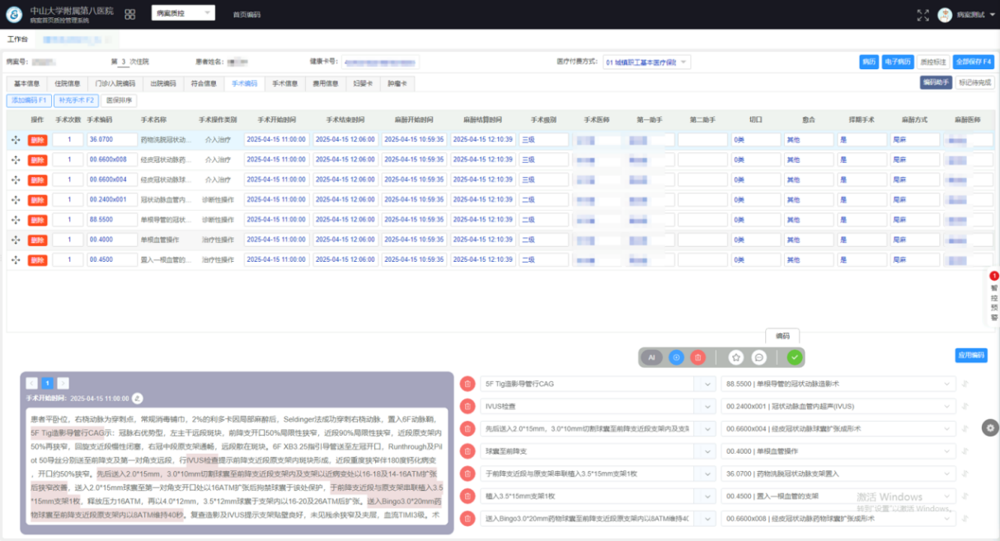 中山大学附属第八医院
病案首页质控管理系统
病案质控
首页编码
病案测试
工作台
病案号:
第 3 次住院
患者姓名:
健康卡号:
医疗付费方式:
01 城镇职工基本医疗保险
病历
电子病历
质控标注
全部保存 F4
基本信息
住院信息
门诊/入院编码
出院编码
符合信息
手术编码
手术信息
费用信息
妇婴卡
肿瘤卡
编码助手
标记待完成
添加编码 F1
补充手术 F2
医保排序
操作 手术次数 手术编码 手术名称 手术操作类别 手术开始时间 手术结束时间 麻醉开始时间 麻醉结算时间 手术级别 手术医师 第一助手 第二助手 切口 愈合 择期手术 麻醉方式 麻醉医师
删除 1 36.0700 药物洗脱冠状动... 介入治疗 2025-04-15 11:00:00 2025-04-15 12:06:00 2025-04-15 10:59:35 2025-04-15 12:10:39 三级 0类 其他 是 局麻
删除 1 00.6600x008 经皮冠状动脉药... 介入治疗 2025-04-15 11:00:00 2025-04-15 12:06:00 2025-04-15 10:59:35 2025-04-15 12:10:39 三级 0类 其他 是 局麻
删除 1 00.6600x004 经皮冠状动脉球... 介入治疗 2025-04-15 11:00:00 2025-04-15 12:06:00 2025-04-15 10:59:35 2025-04-15 12:10:39 三级 0类 其他 是 局麻
删除 1 00.2400x001 冠状动脉血管内... 诊断性操作 2025-04-15 11:00:00 2025-04-15 12:06:00 2025-04-15 10:59:35 2025-04-15 12:10:39 二级 0类 其他 是 局麻
删除 1 88.5500 单根导管的冠状... 诊断性操作 2025-04-15 11:00:00 2025-04-15 12:06:00 2025-04-15 10:59:35 2025-04-15 12:10:39 二级 0类 其他 是 局麻
删除 1 00.4000 单根血管操作 治疗性操作 2025-04-15 11:00:00 2025-04-15 12:06:00 2025-04-15 10:59:35 2025-04-15 12:10:39 二级 0类 其他 是 局麻
删除 1 00.4500 置入一根血管的... 治疗性操作 2025-04-15 11:00:00 2025-04-15 12:06:00 2025-04-15 10:59:35 2025-04-15 12:10:39 二级 0类 其他 是 局麻
1
智控预警
编码
AI
应用编码
1
手术开始时间: 2025-04-15 11:00:00
患者平卧位，右桡动脉为穿刺点，常规消毒铺巾，2%的利多卡因局部麻醉后，Seldinger法成功穿刺右桡动脉，置入6F动脉鞘，
5F Tig造影导管行CAG示：冠脉右优势型，左主干远段斑块，前降支开口50%局限性狭窄，近段90%局限性狭窄，近段原支架内
50%再狭窄，回旋支近段慢性闭塞，右冠中段原支架通畅，远段散在斑块。6F XB3.25指引导管送至左冠开口，Runthrough及Pil
ot 50导丝分别送至前降支及第一对角支远段，行IVUS检查提示前降支近段原支架内斑块形成，近段重度狭窄伴180度钙化病变
，开口约50%狭窄。先后送入2.0*15mm，3.0*10mm切割球囊至前降支近段支架内及支架以近病变处以16-18及14-16ATM扩张
后狭窄改善，送入2.0*15mm球囊至第一对角支开口处以16ATM扩张后拘禁球囊于该处保护，于前降支近段与原支架串联植入3.5
*15mm支架1枚，释放压力16ATM，再以4.0*12mm，3.5*12mm球囊于支架内以16-20及26ATM后扩张。送入Bingo3.0*20mm药
物球囊至前降支近段原支架内以8ATM维持40秒。复查造影及IVUS提示支架贴壁良好，未见残余狭窄及夹层，血流TIMI3级。术
5F Tig造影导管行CAG 88.5500 | 单根导管的冠状动脉造影术
IVUS检查 00.2400x001 | 冠状动脉血管内超声(IVUS)
先后送入2.0*15mm，3.0*10mm切割球囊至前降支近段支架内及支架 00.6600x004 | 经皮冠状动脉球囊扩张成形术
球囊至前降支 00.4000 | 单根血管操作
于前降支近段与原支架串联植入3.5*15mm支架1枚 36.0700 | 药物洗脱冠状动脉支架置入
植入3.5*15mm支架1枚 00.4500 | 置入一根血管的支架
送入Bingo3.0*20mm药物球囊至前降支近段原支架内以8ATM维持4( 00.6600x008 | 经皮冠状动脉药物球囊扩张成形术
激活 Windows
转到"设置"以激活 Windows。